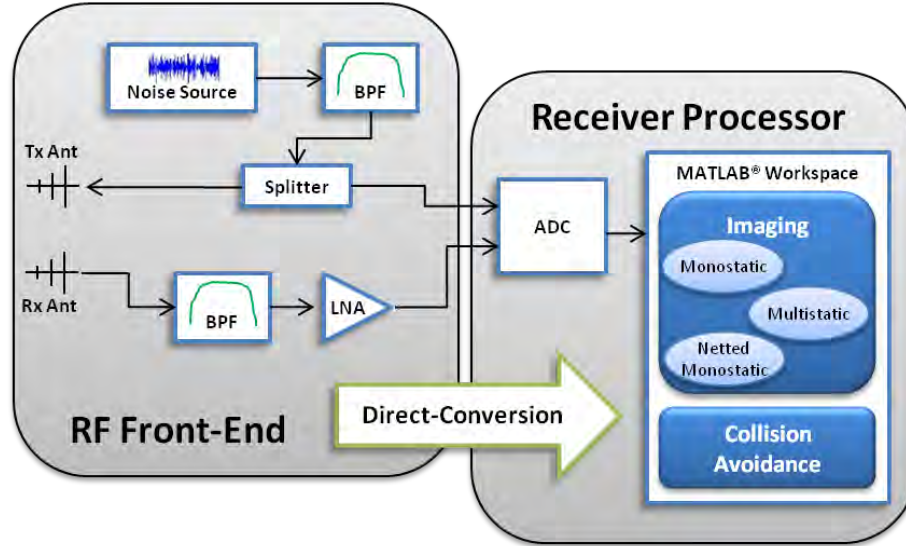 Noise Source
BPF
Tx Ant
Splitter
Rx Ant
BPF
LNA
RF Front-End
Direct-Conversion
Receiver Processor
ADC
MATLAB® Workspace
Imaging
Monostatic
Multistatic
Netted
Monostatic
Collision
Avoidance